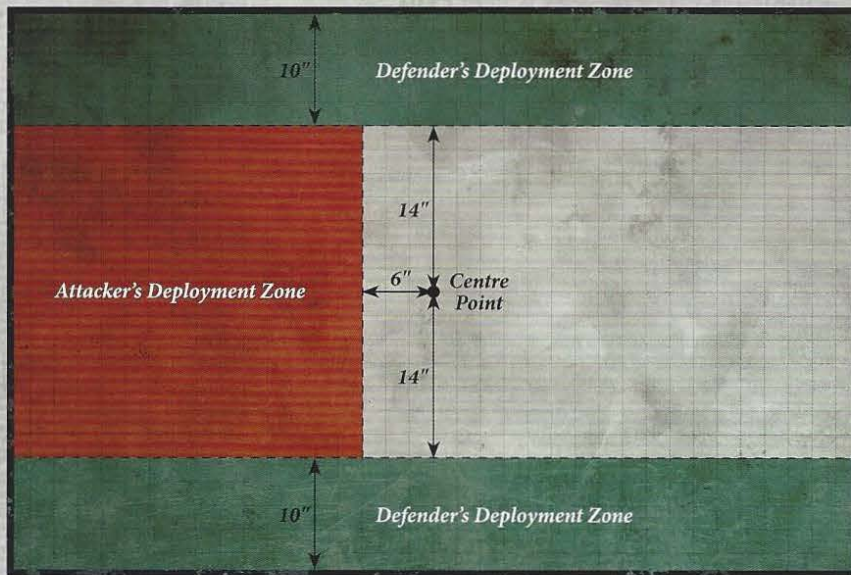 10"
Defender's Deployment Zone
14"
Attacker's Deployment Zone
6"
Centre
Point
14"
10"
Defender's Deployment Zone